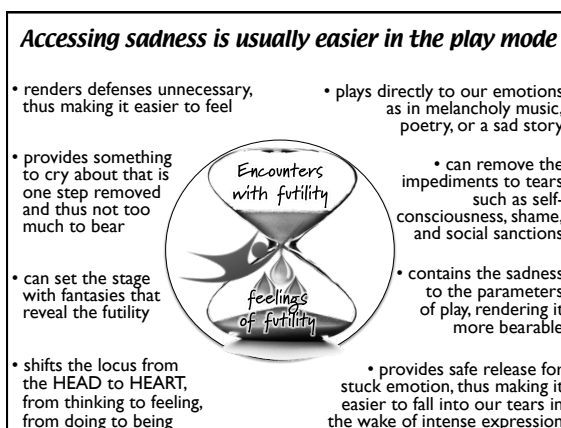 Accessing sadness is usually easier in the play mode
• renders defenses unnecessary,
thus making it easier to feel
• provides something
to cry about that is
one step removed
and thus not too
much to bear
• can set the stage
with fantasies that
reveal the futility
• shifts the locus from
the HEAD to HEART,
from thinking to feeling,
from doing to being
Encounters
with futility
feelings
of futility
• plays directly to our emotions
as in melancholy music,
poetry, or a sad story
• can remove the
impediments to tears
such as self-
consciousness, shame,
and social sanctions
• contains the sadness
to the parameters
of play, rendering it
more bearable
• provides safe release for
stuck emotion, thus making it
easier to fall into our tears in
the wake of intense expression